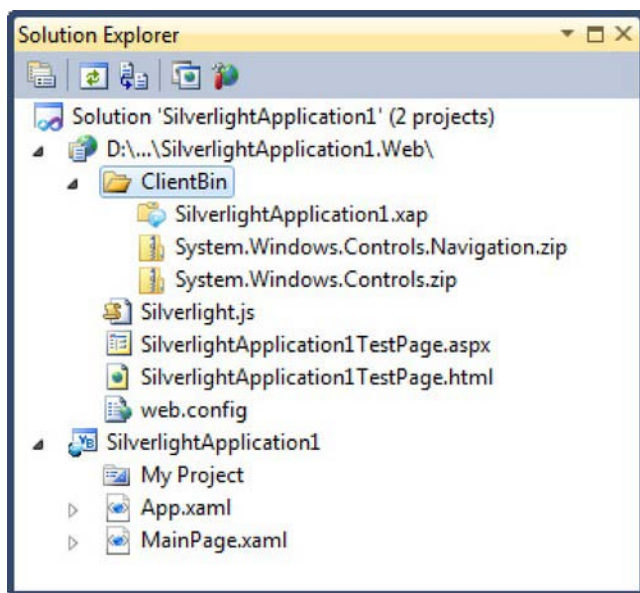 Solution Explorer
Solution 'SilverlightApplication1' (2 projects)
D:\...\SilverlightApplication1.Web\
ClientBin
SilverlightApplication1.xap
System.Windows.Controls.Navigation.zip
System.Windows.Controls.zip
Silverlight.js
SilverlightApplication1TestPage.aspx
SilverlightApplication1TestPage.html
web.config
VB SilverlightApplication1
My Project
App.xaml
MainPage.xaml